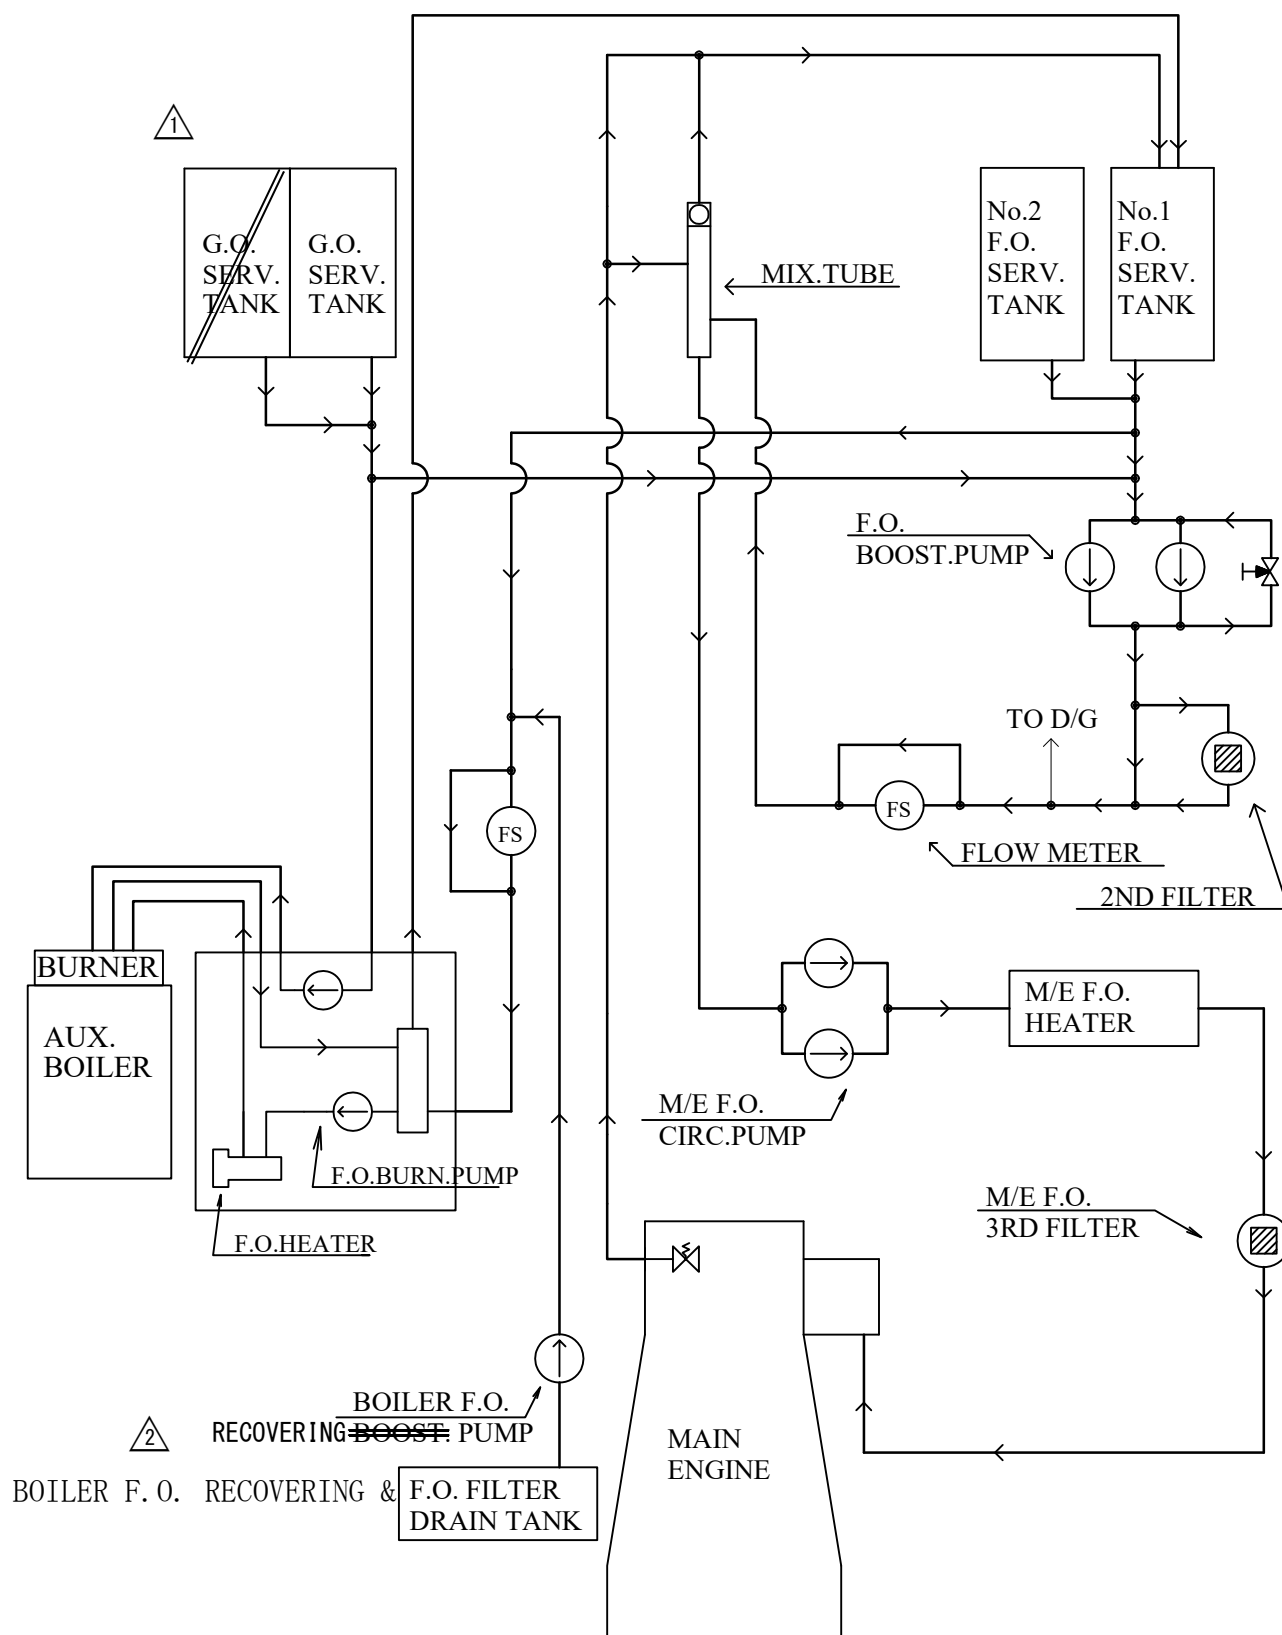 1
G.O.
SERV.
TANK
G.O.
SERV.
TANK
No.2
F.O.
SERV.
TANK
No.1
F.O.
SERV.
TANK
MIX.TUBE
F.O.
BOOST.PUMP
TO D/G
FS
FLOW METER
2ND FILTER
FS
BURNER
AUX.
BOILER
M/E F.O.
HEATER
M/E F.O.
CIRC.PUMP
F.O.BURN.PUMP
F.O.HEATER
M/E F.O.
3RD FILTER
BOILER F.O.
RECOVERING BOOST. PUMP
2
MAIN
ENGINE
BOILER F.O. RECOVERING & F.O. FILTER
DRAIN TANK